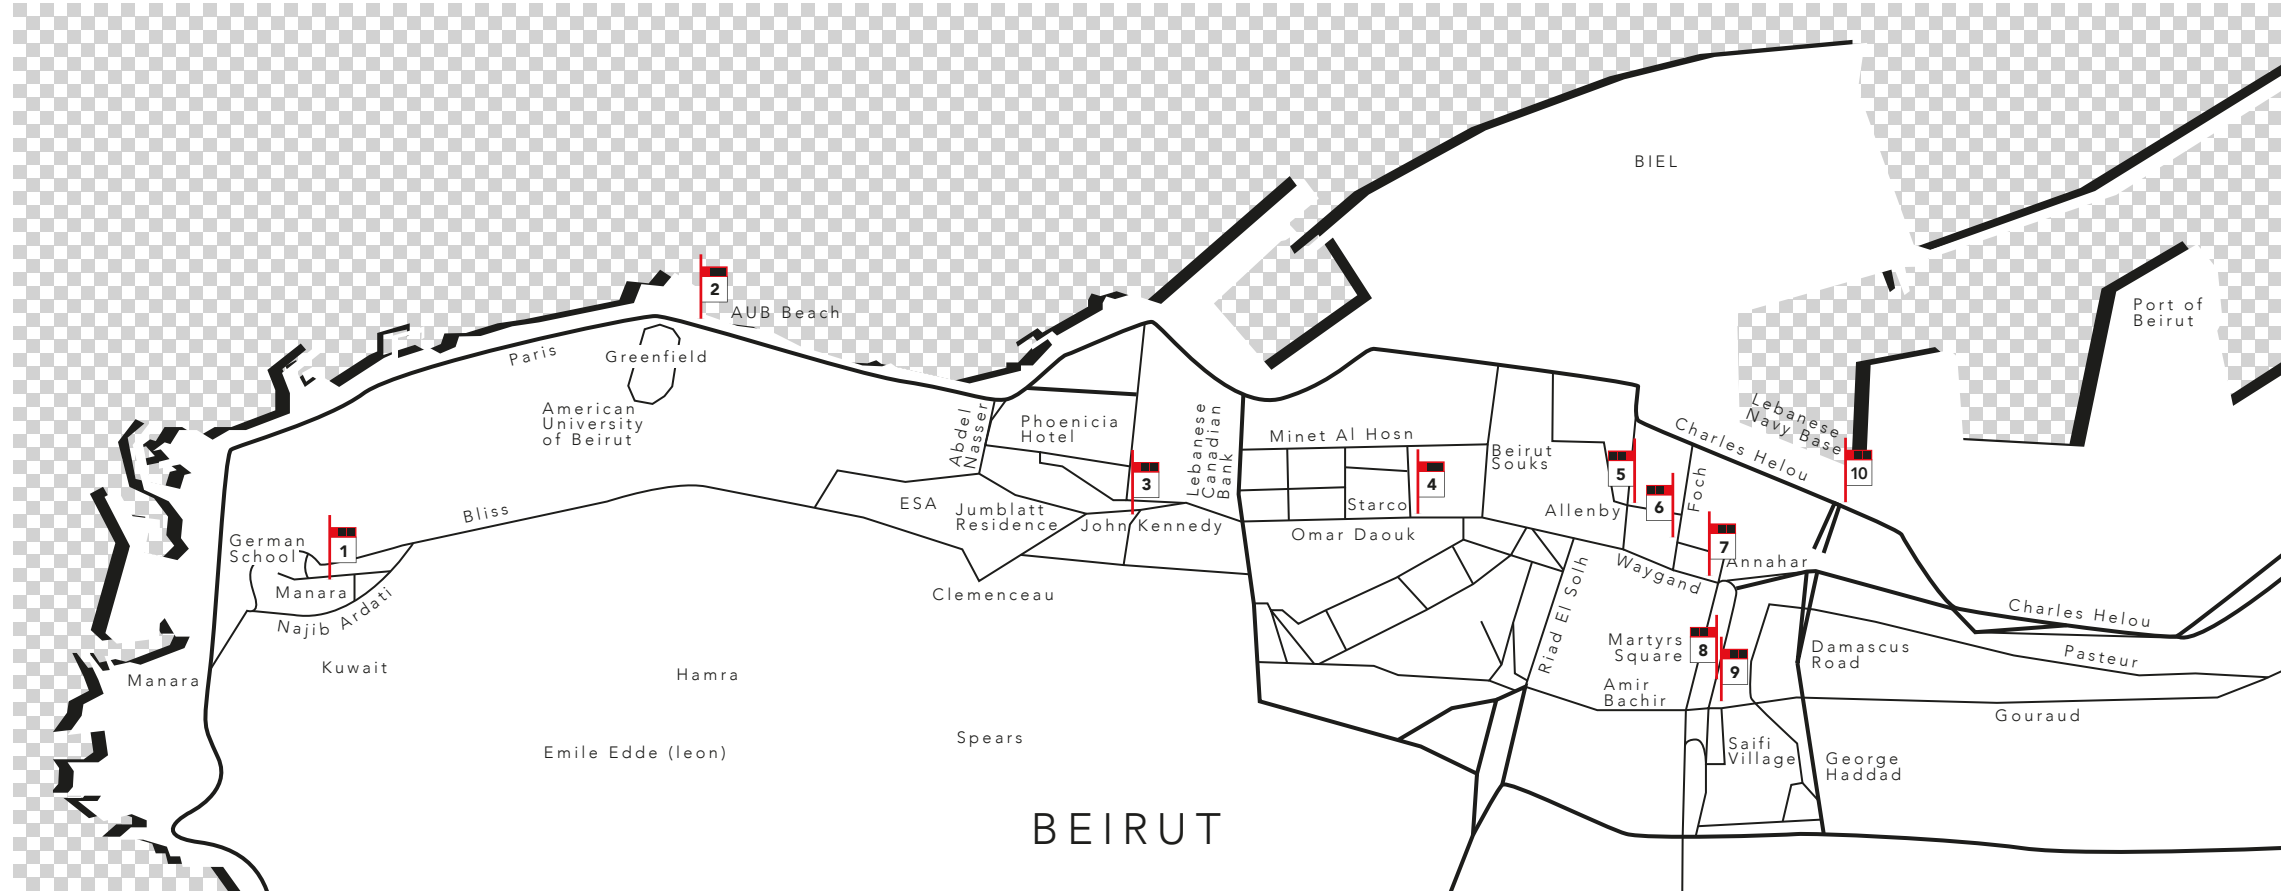 BIEL
2
AUB Beach
Port of
Beirut
Paris
Greenfield
American
University
of Beirut
Abdel
Nasser
Phoenicia
Hotel
Lebanese
Canadian
Bank
Minet Al Hosn
Beirut
Souks
Charles Helou
Lebanese
Navy Base
10
3
4
5
6
Foch
7
ESA
Jumblatt
Residence
John Kennedy
Starco
Omar Daouk
Allenby
Bliss
German
School
1
Manara
Najib Ardati
Clemenceau
Riad El Solh
Waygand
Annahar
Charles Helou
Kuwait
Manara
Hamra
Martyrs
Square
8
9
Damascus
Road
Pasteur
Amir
Bachir
Gouraud
Emile Edde (leon)
Spears
Saifi
Village
George
Haddad
BEIRUT